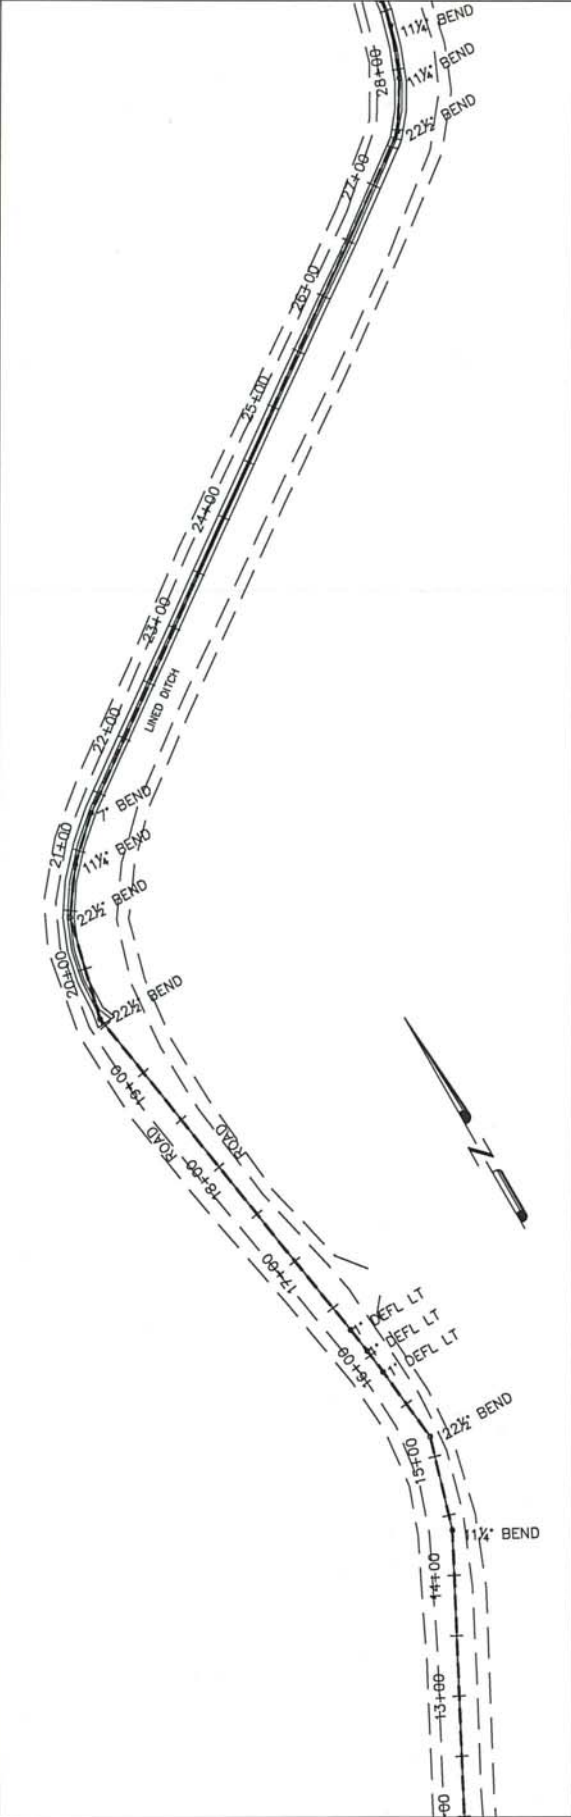 11¼° BEND
28+00
11¼° BEND
22½° BEND
27+00
26+00
25+00
24+00
23+00
LINED DITCH
22+00
7° BEND
21+00
11¼° BEND
22½° BEND
20+00
22½° BEND
19+00
ROAD
ROAD
18+00
N
17+00
1° DEFL LT
DEFL LT
16+00
1° DEFL LT
22½° BEND
15+00
11¼° BEND
14+00
13+00
00